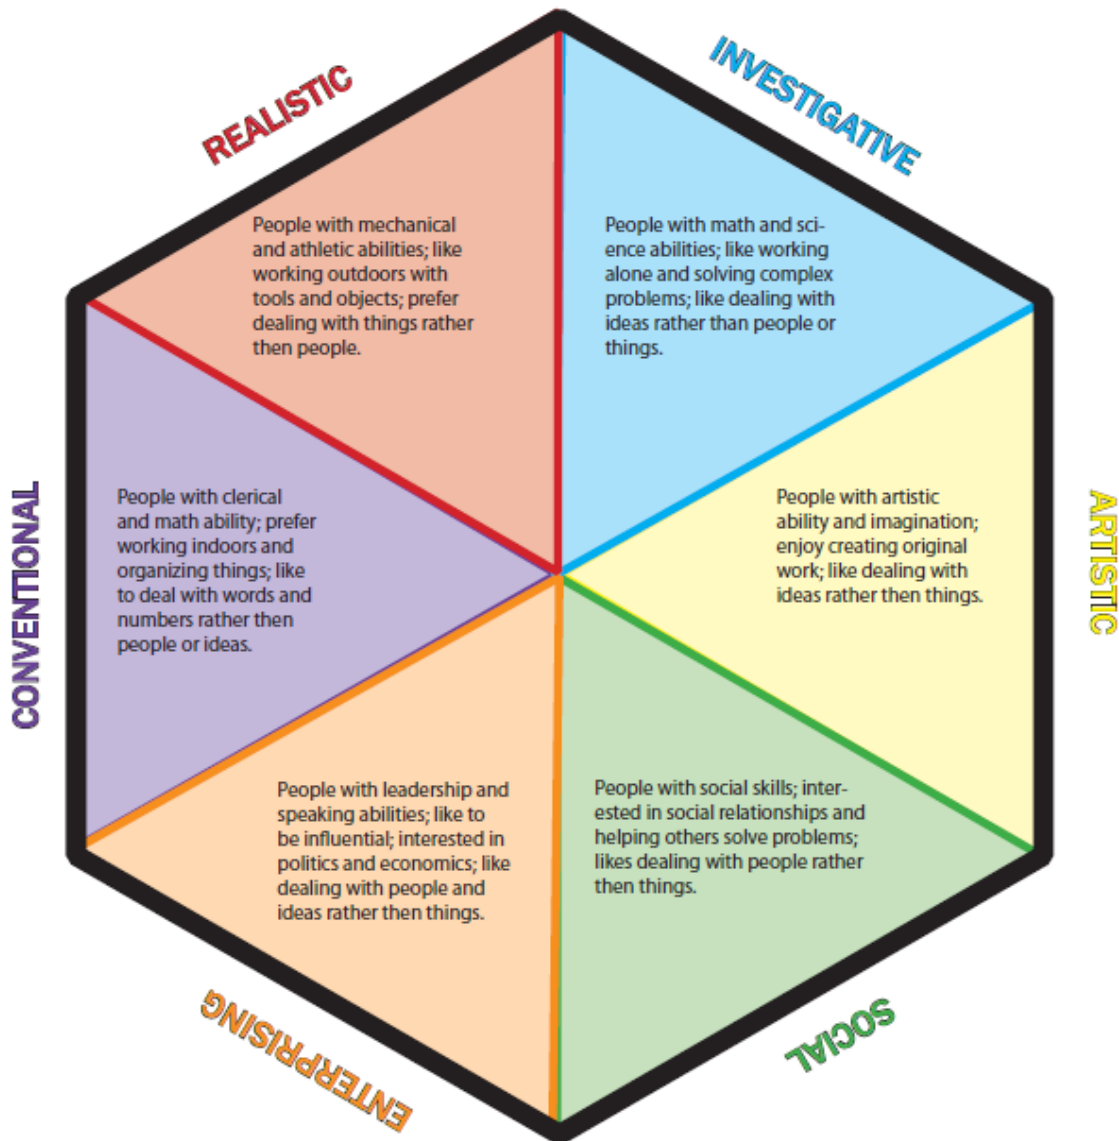 REALISTIC
People with mechanical
and athletic abilities; like
working outdoors with
tools and objects; prefer
dealing with things rather
then people.
INVESTIGATIVE
People with math and sci-
ence abilities; like working
alone and solving complex
problems; like dealing with
ideas rather than people or
things.
ARTISTIC
People with artistic
ability and imagination;
enjoy creating original
work; like dealing with
ideas rather then things.
SOCIAL
People with social skills; inter-
ested in social relationships and
helping others solve problems;
likes dealing with people rather
then things.
ENTERPRISING
People with leadership and
speaking abilities; like to
be influential; interested in
politics and economics; like
dealing with people and
ideas rather then things.
CONVENTIONAL
People with clerical
and math ability; prefer
working indoors and
organizing things; like
to deal with words and
numbers rather then
people or ideas.